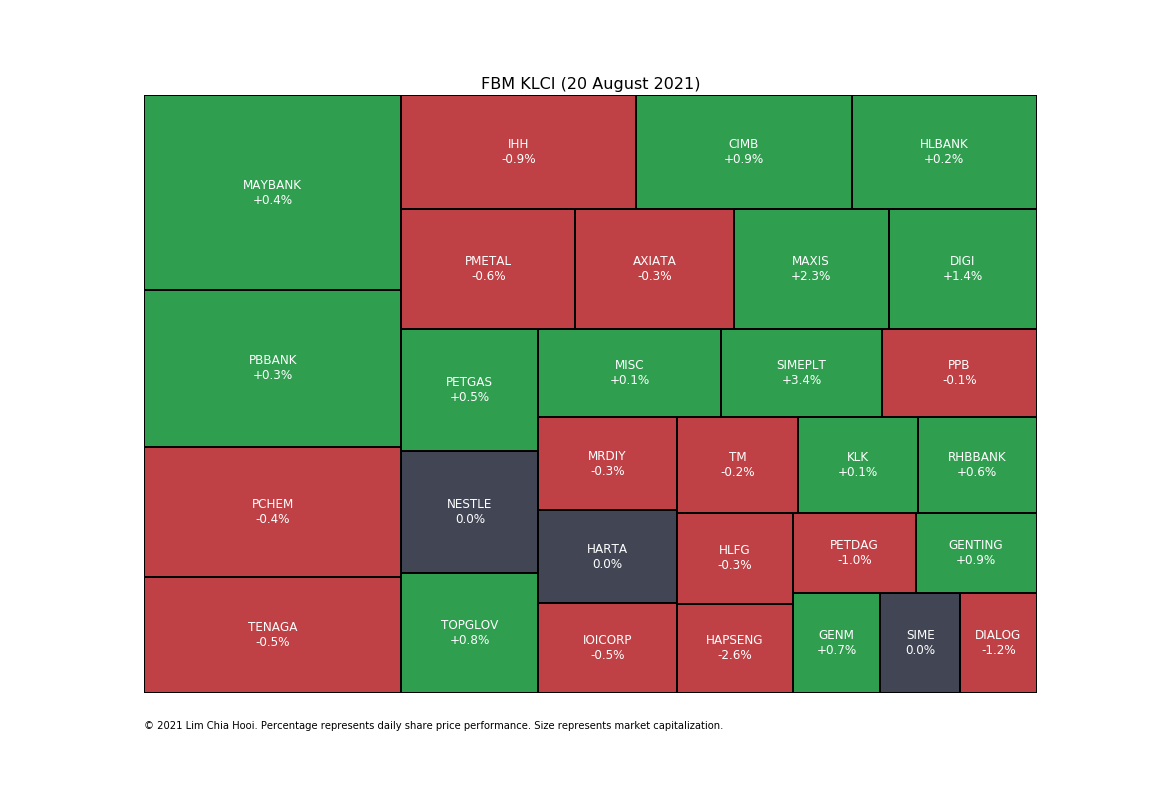 FBM KLCI (20 August 2021)
MAYBANK
+0.4%
IHH
-0.9%
CIMB
+0.9%
HLBANK
+0.2%
PMETAL
-0.6%
AXIATA
-0.3%
MAXIS
+2.3%
DIGI
+1.4%
PBBANK
+0.3%
PETGAS
+0.5%
MISC
+0.1%
SIMEPLT
+3.4%
PPB
-0.1%
MRDIY
-0.3%
TM
-0.2%
KLK
+0.1%
RHBBANK
+0.6%
PCHEM
-0.4%
NESTLE
0.0%
HARTA
0.0%
HLFG
-0.3%
PETDAG
-1.0%
GENTING
+0.9%
TENAGA
-0.5%
TOPGLOV
+0.8%
IOICORP
-0.5%
HAPSENG
-2.6%
GENM
+0.7%
SIME
0.0%
DIALOG
-1.2%
© 2021 Lim Chia Hooi. Percentage represents daily share price performance. Size represents market capitalization.